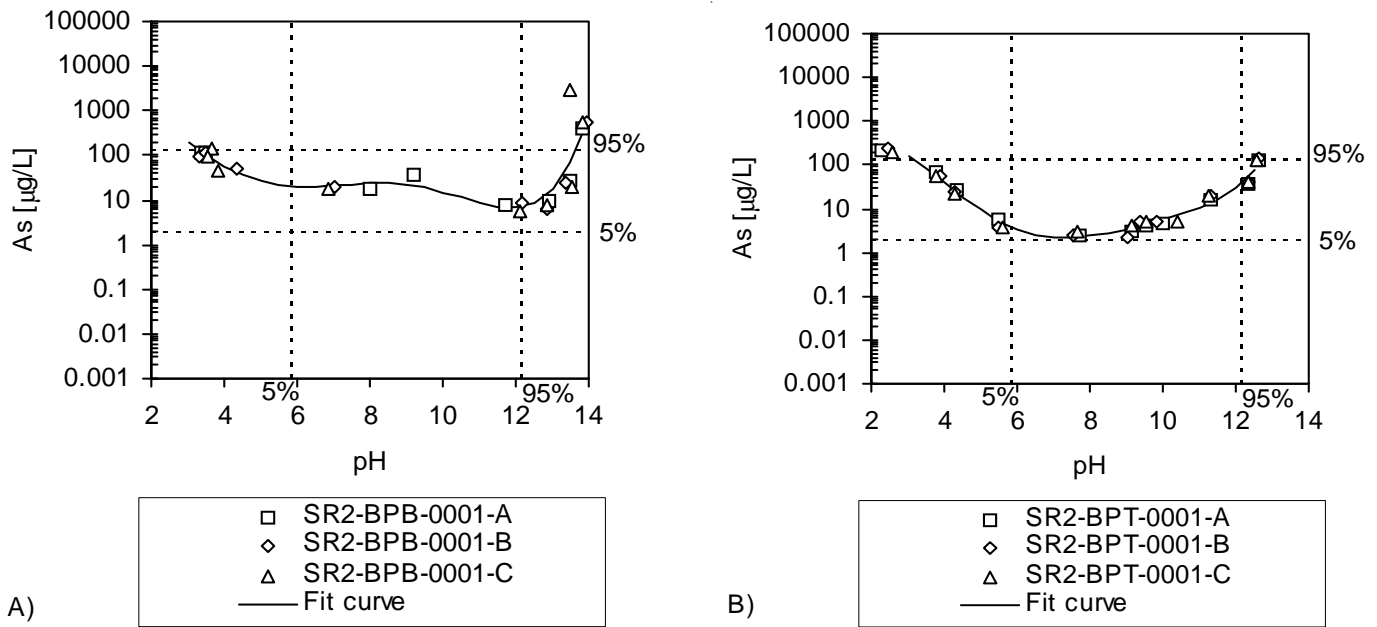 As [µg/L]
100000
10000
1000
100
10
1
0.1
0.01
0.001
95%
5%
5%
95%
2 4 6 8 10 12 14
pH
SR2-BPB-0001-A
SR2-BPB-0001-B
SR2-BPB-0001-C
Fit curve
A)
As [µg/L]
100000
10000
1000
100
10
1
0.1
0.01
0.001
95%
5%
5%
95%
2 4 6 8 10 12 14
pH
SR2-BPT-0001-A
SR2-BPT-0001-B
SR2-BPT-0001-C
Fit curve
B)